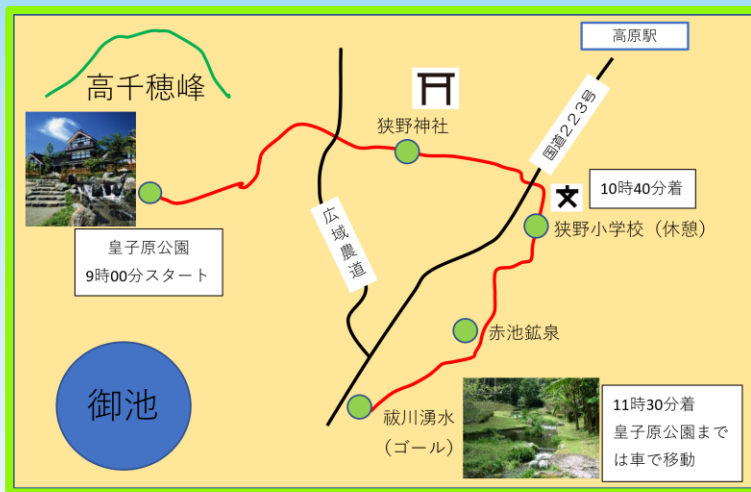 高原駅
高千穂峰
狭野神社
国道223号
10時40分着
狭野小学校（休憩）
広域農道
皇子原公園
9時00分スタート
赤池鉱泉
御池
祓川湧水
（ゴール）
11時30分着
皇子原公園まで
は車で移動